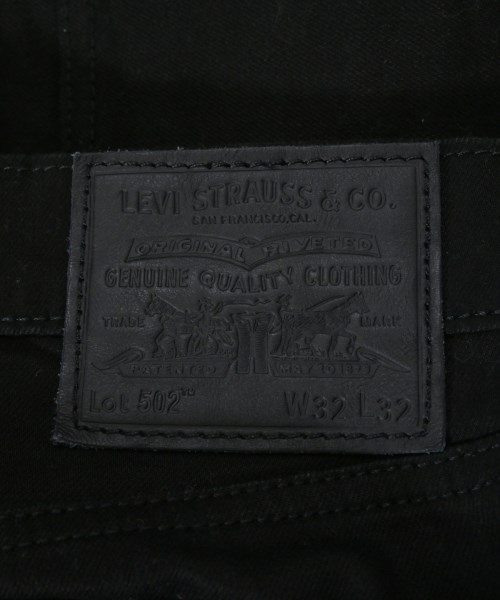 LEVI STRAUSS & CO.
SAN FRANCISCO, CAL.
ORIGINAL RIVETED
GENUINE QUALITY CLOTHING
TRADE MARK
PATENTED MAY 20 1873
Lot 502™ W32 L32